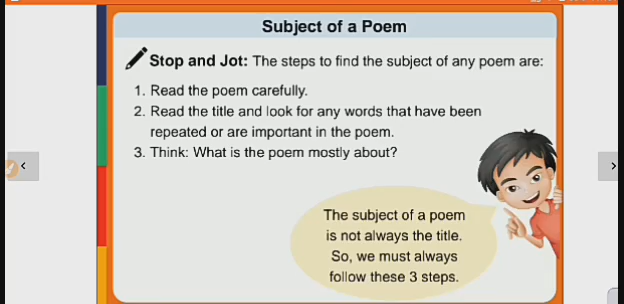 Subject of a Poem
Stop and Jot: The steps to find the subject of any poem are:
1. Read the poem carefully.
2. Read the title and look for any words that have been
repeated or are important in the poem.
3. Think: What is the poem mostly about?
The subject of a poem
is not always the title.
So, we must always
follow these 3 steps.